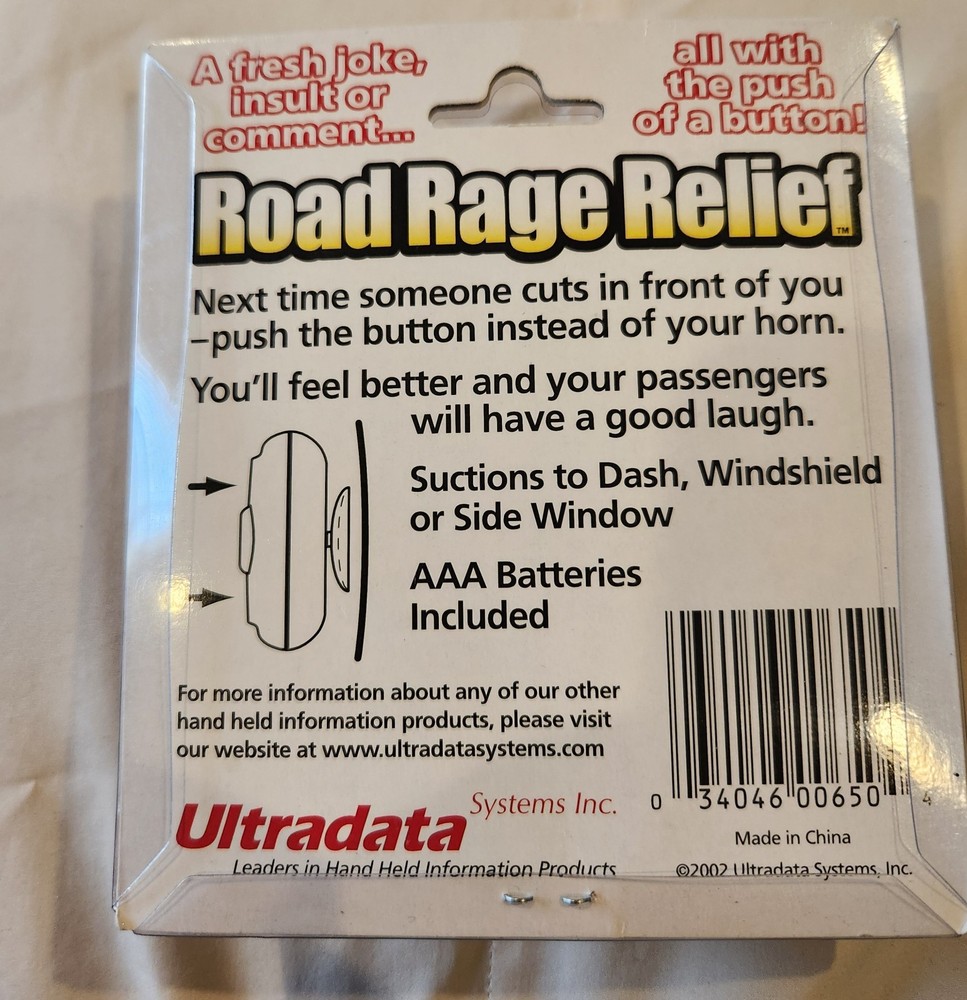 A fresh joke,
insult or
comment...
all with
the push
of a button!
Road Rage Relief™
Next time someone cuts in front of you
–push the button instead of your horn.
You'll feel better and your passengers
will have a good laugh.
Suctions to Dash, Windshield
or Side Window
AAA Batteries
Included
For more information about any of our other
hand held information products, please visit
our website at www.ultradatasystems.com
Ultradata Systems Inc.
Leaders in Hand Held Information Products
0 34046 00650 4
Made in China
©2002 Ultradata Systems, Inc.